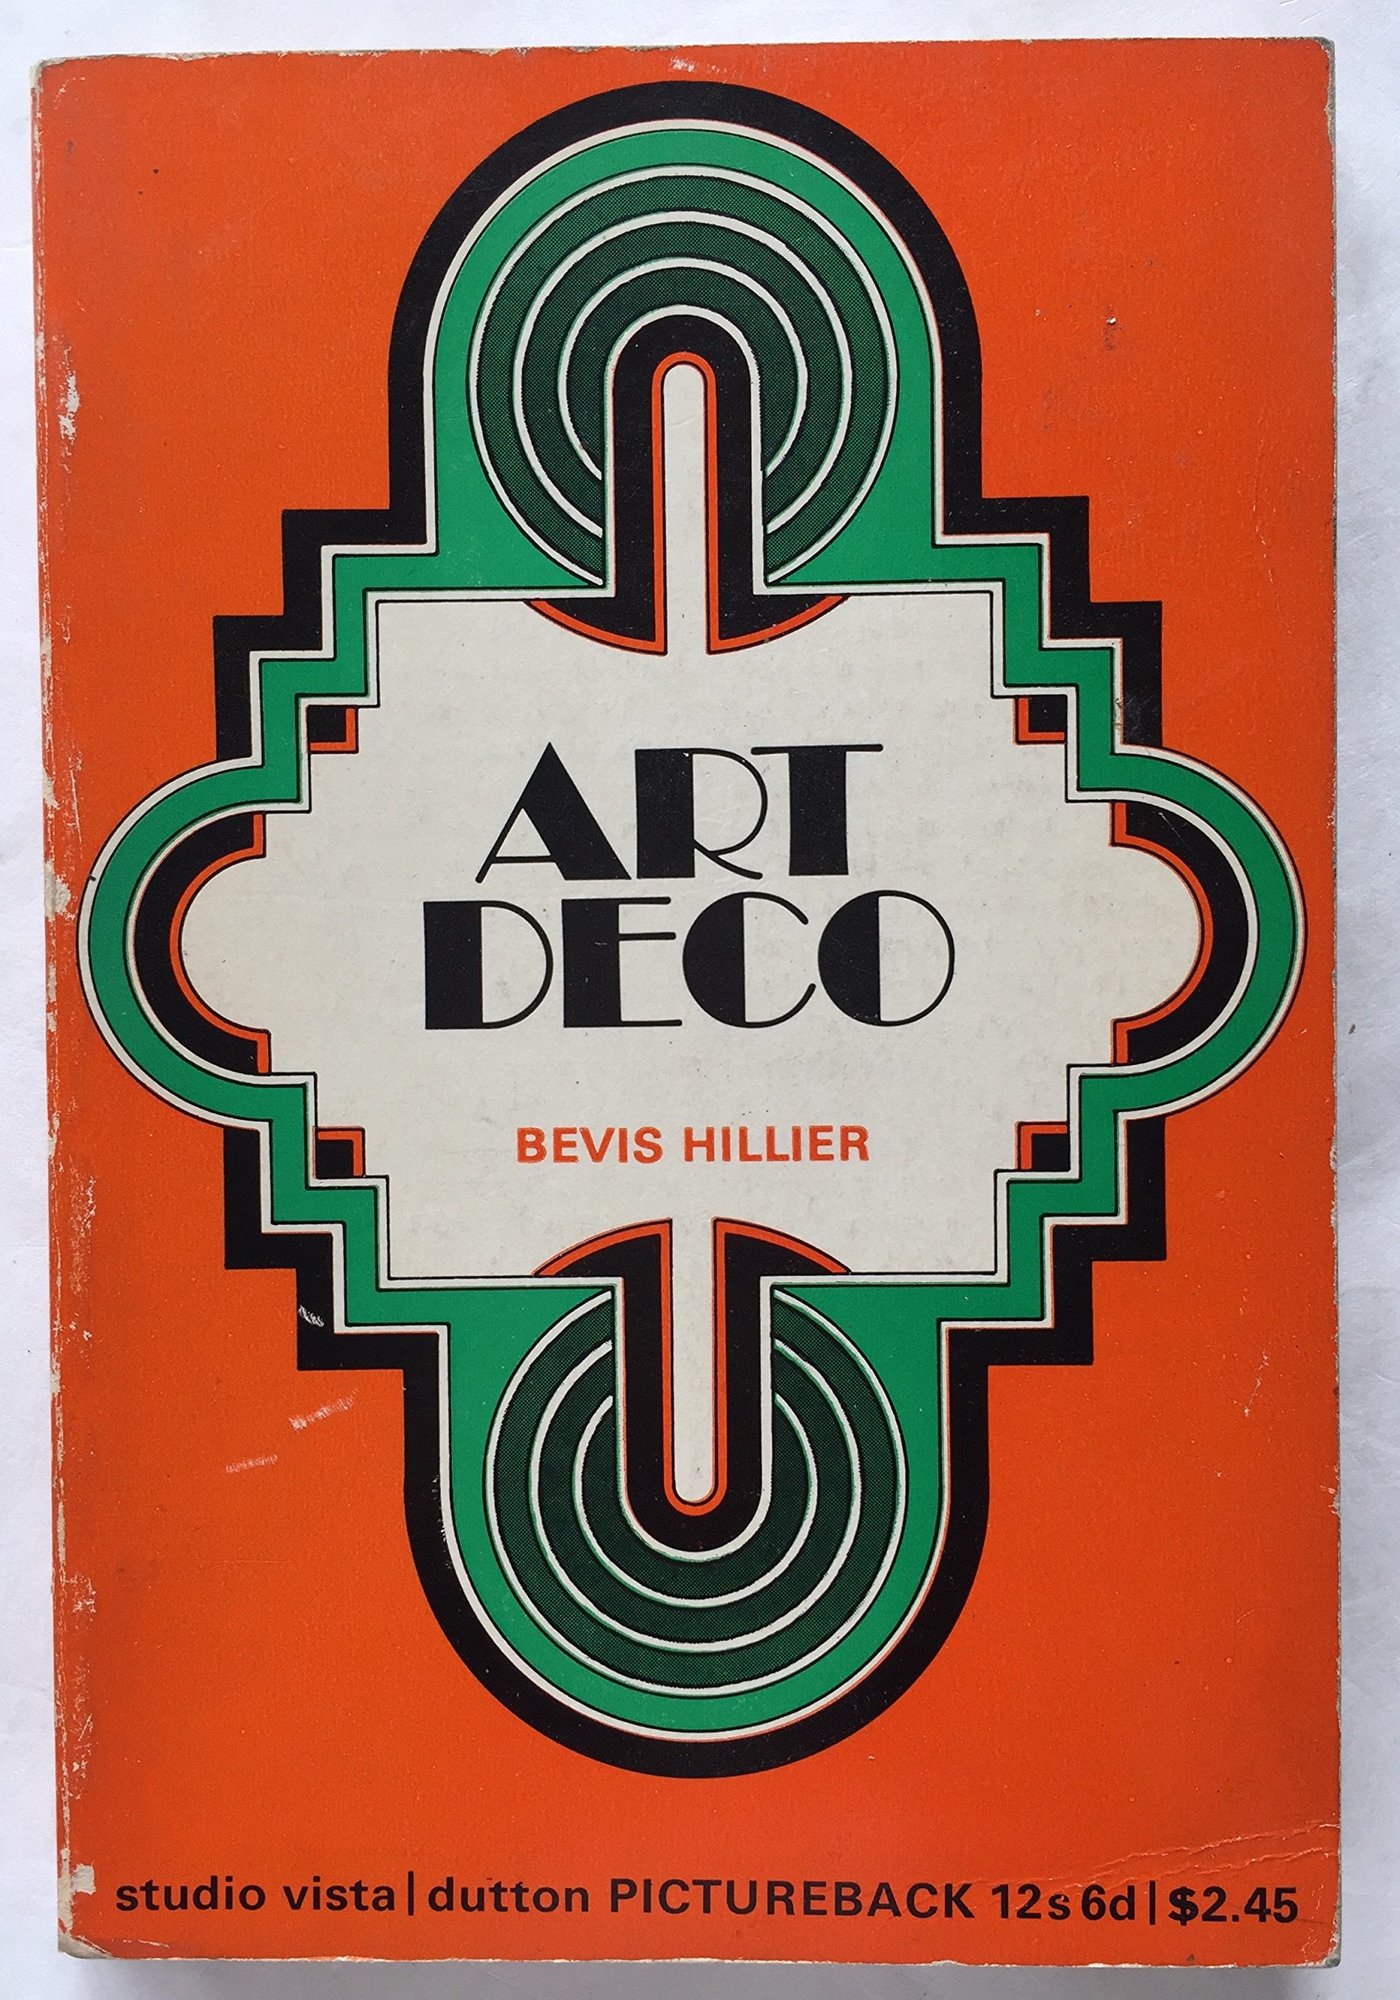 ART
DECO
BEVIS HILLIER
studio vista | dutton PICTUREBACK 12s 6d | $2.45